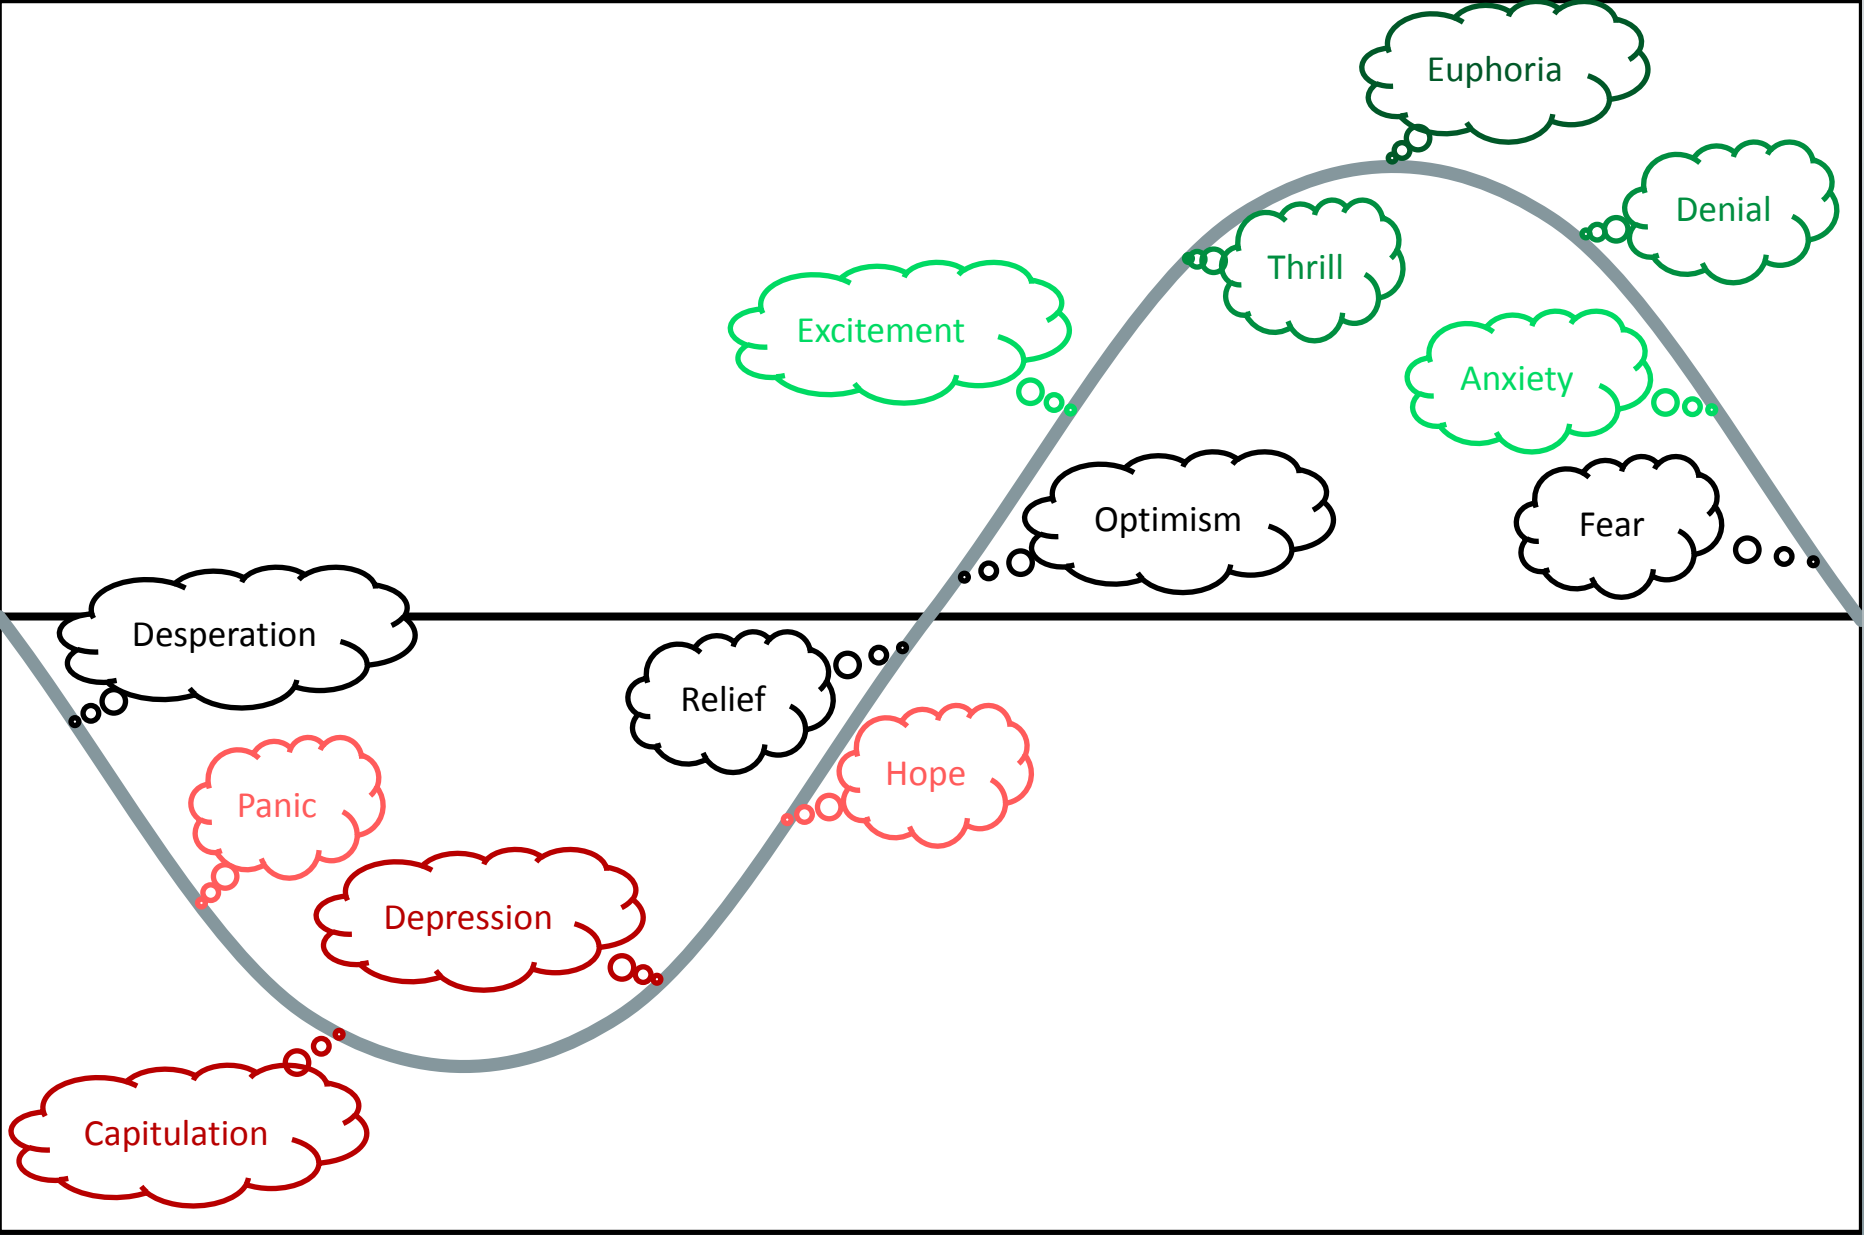 Euphoria
Denial
Thrill
Excitement
Anxiety
Optimism
Fear
Desperation
Relief
Hope
Panic
Depression
Capitulation